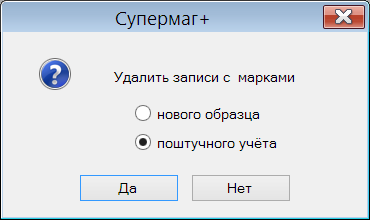 Супермаг+
Удалить записи с  марками
нового образца
поштучного учёта
Да
Нет